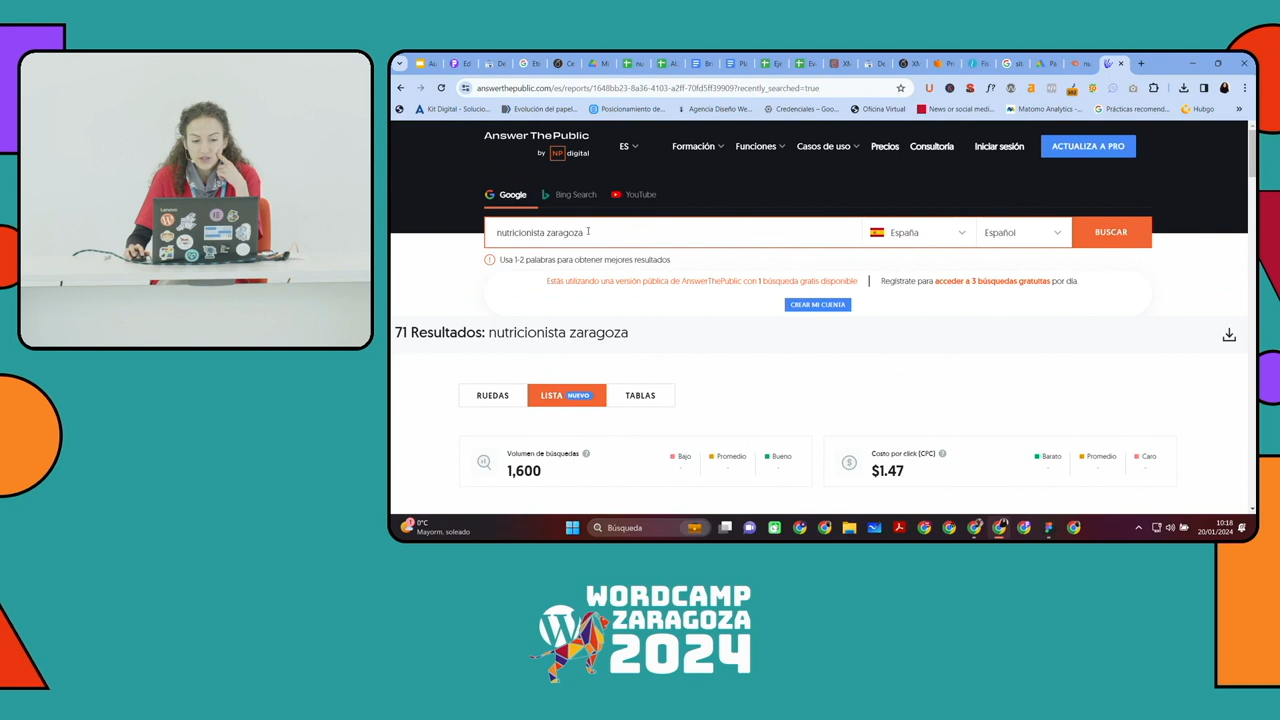 answerthepublic.com/es/reports/1648bb23-8a36-4103-a2ff-70fd5ff39909?recently_searched=true
Kit Digital - Solucio...
Evolución del papel...
Posicionamiento de...
Agencia Diseño We...
Credenciales – Goo...
Oficina Virtual
News or social medi...
Matomo Analytics -...
Prácticas recomend...
Hubgo
AnswerThePublic
by NP digital
ES
Formación
Funciones
Casos de uso
Precios
Consultoría
Iniciar sesión
ACTUALIZA A PRO
Google
Bing Search
YouTube
nutricionista zaragoza
España
Español
BUSCAR
Usa 1-2 palabras para obtener mejores resultados
Estás utilizando una versión pública de AnswerThePublic con 1 búsqueda gratis disponible
Regístrate para acceder a 3 búsquedas gratuitas por día.
CREAR MI CUENTA
71 Resultados: nutricionista zaragoza
RUEDAS
LISTA NUEVO
TABLAS
Volumen de búsquedas
1,600
Bajo
Promedio
Bueno
Costo por click (CPC)
$1.47
Barato
Promedio
Caro
0°C
Mayorm. soleado
Búsqueda
10:18
20/01/2024
Lenovo
WORDCAMP
ZARAGOZA
2024